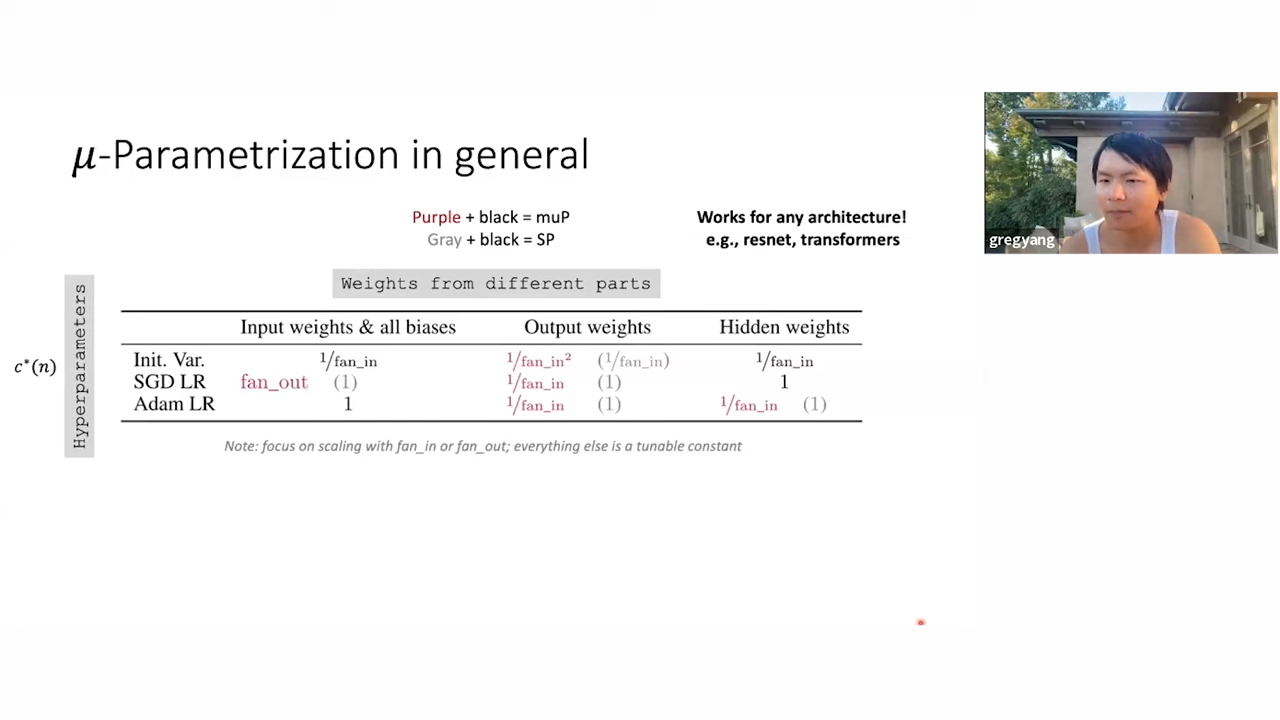 𝝁-Parametrization in general
Purple + black = muP
Gray + black = SP
Works for any architecture!
e.g., resnet, transformers
gregyang
Weights from different parts
c*(n)
Hyperparameters
Input weights & all biases Output weights Hidden weights
Init. Var. 1/fan_in 1/fan_in² (1/fan_in) 1/fan_in
SGD LR fan_out (1) 1/fan_in (1) 1
Adam LR 1 1/fan_in (1) 1/fan_in (1)
Note: focus on scaling with fan_in or fan_out; everything else is a tunable constant